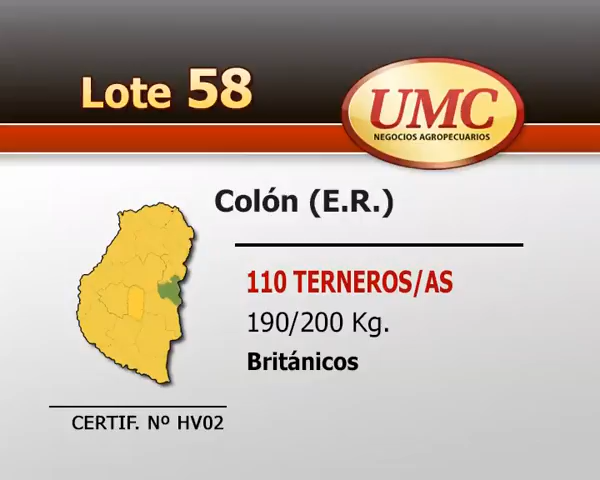 Lote 58
UMC
NEGOCIOS AGROPECUARIOS
Colón (E.R.)
110 TERNEROS/AS
190/200 Kg.
Británicos
CERTIF. Nº HV02